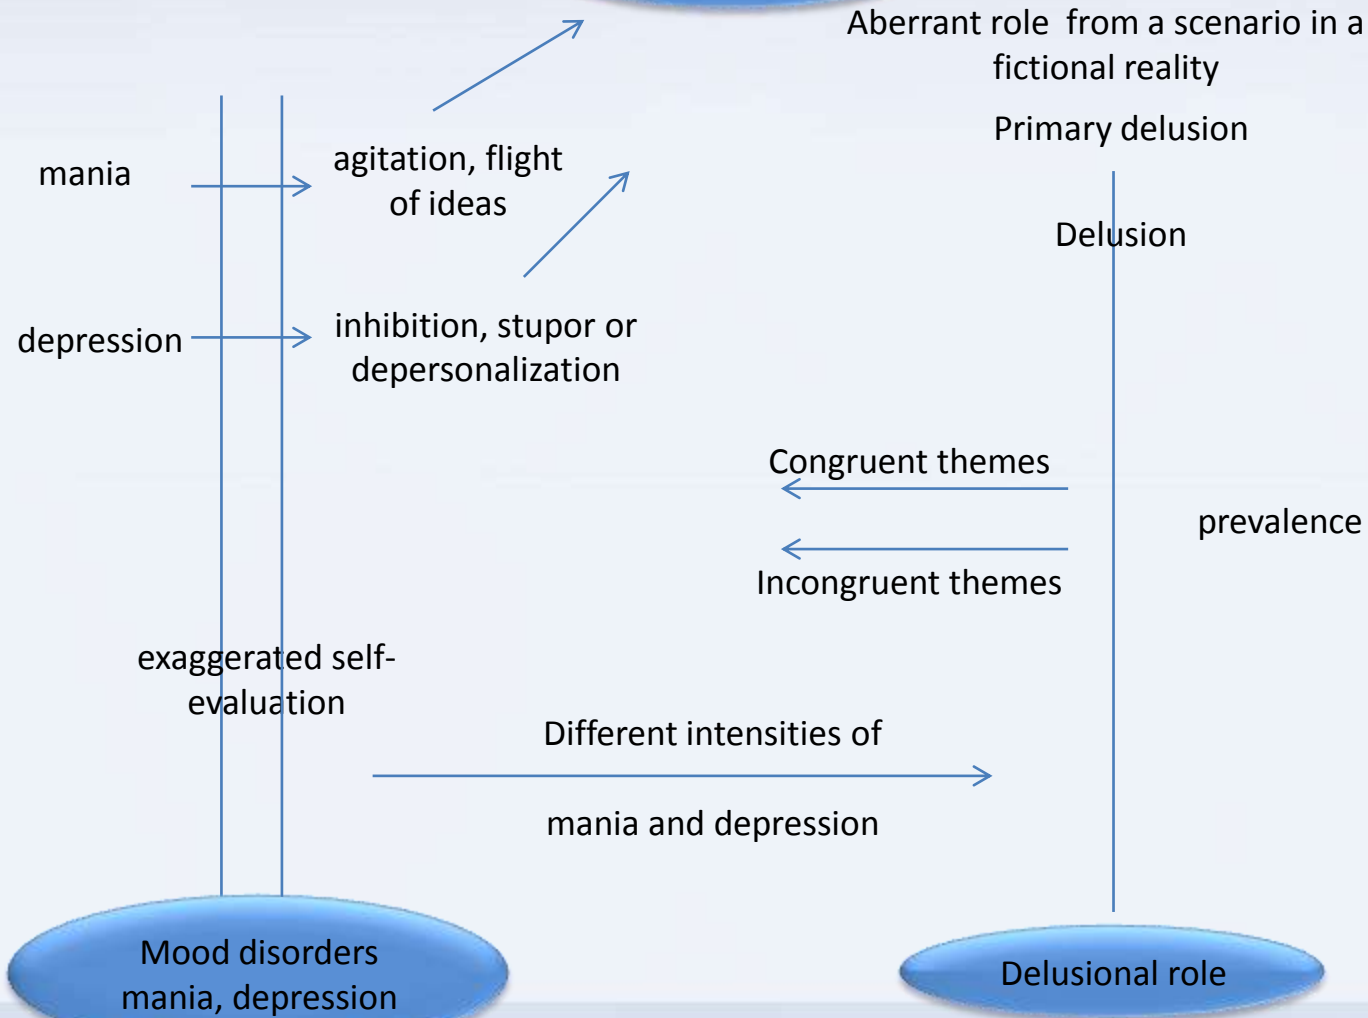 Aberrant role from a scenario in a
fictional reality
Primary delusion
mania
agitation, flight
of ideas
Delusion
depression
inhibition, stupor or
depersonalization
Congruent themes
prevalence
Incongruent themes
exaggerated self-
evaluation
Different intensities of
mania and depression
Mood disorders
mania, depression
Delusional role